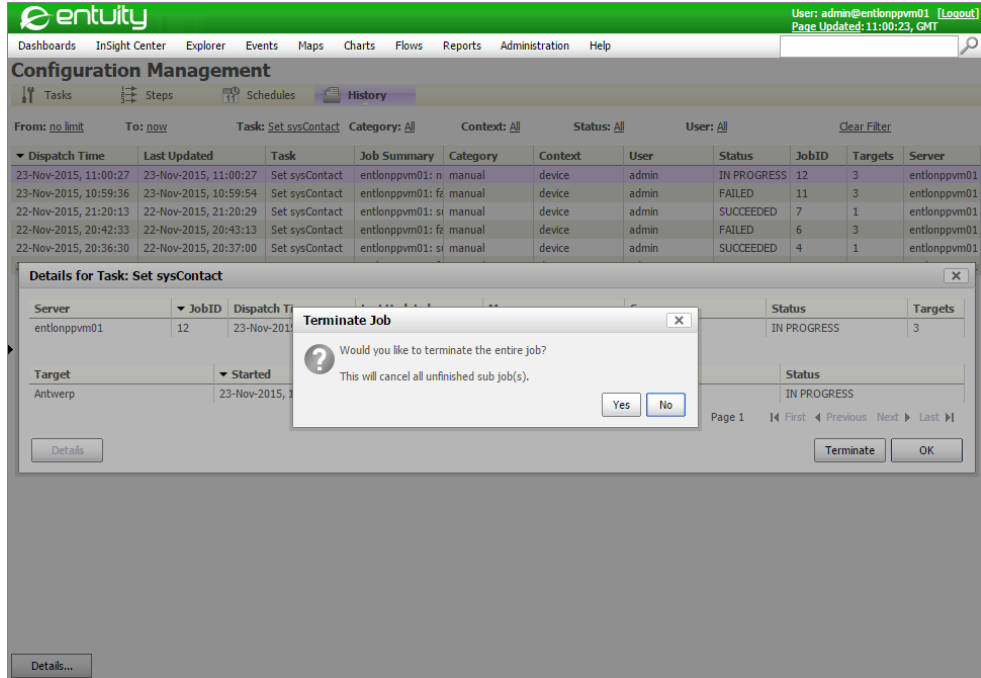 entuity
User: admin@entlonppvm01 [Logout]
Page Updated: 11:00:23, GMT
Dashboards InSight Center Explorer Events Maps Charts Flows Reports Administration Help
Configuration Management
Tasks Steps Schedules History
From: no limit To: now Task: Set sysContact Category: All Context: All Status: All User: All Clear Filter
Dispatch Time Last Updated Task Job Summary Category Context User Status JobID Targets Server
23-Nov-2015, 11:00:27 23-Nov-2015, 11:00:27 Set sysContact entlonppvm01: n manual device admin IN PROGRESS 12 3 entlonppvm01
23-Nov-2015, 10:59:36 23-Nov-2015, 10:59:54 Set sysContact entlonppvm01: fa manual device admin FAILED 11 3 entlonppvm01
22-Nov-2015, 21:20:13 22-Nov-2015, 21:20:29 Set sysContact entlonppvm01: su manual device admin SUCCEEDED 7 1 entlonppvm01
22-Nov-2015, 20:42:33 22-Nov-2015, 20:43:13 Set sysContact entlonppvm01: fa manual device admin FAILED 6 3 entlonppvm01
22-Nov-2015, 20:36:30 22-Nov-2015, 20:37:00 Set sysContact entlonppvm01: su manual device admin SUCCEEDED 4 1 entlonppvm01
Details for Task: Set sysContact
Server JobID Dispatch Ti Status Targets
entlonppvm01 12 23-Nov-2015 IN PROGRESS 3
Terminate Job
Would you like to terminate the entire job?
This will cancel all unfinished sub job(s).
Yes No
Target Started Status
Antwerp 23-Nov-2015, 1 IN PROGRESS
Page 1 First Previous Next Last
Details Terminate OK
Details...